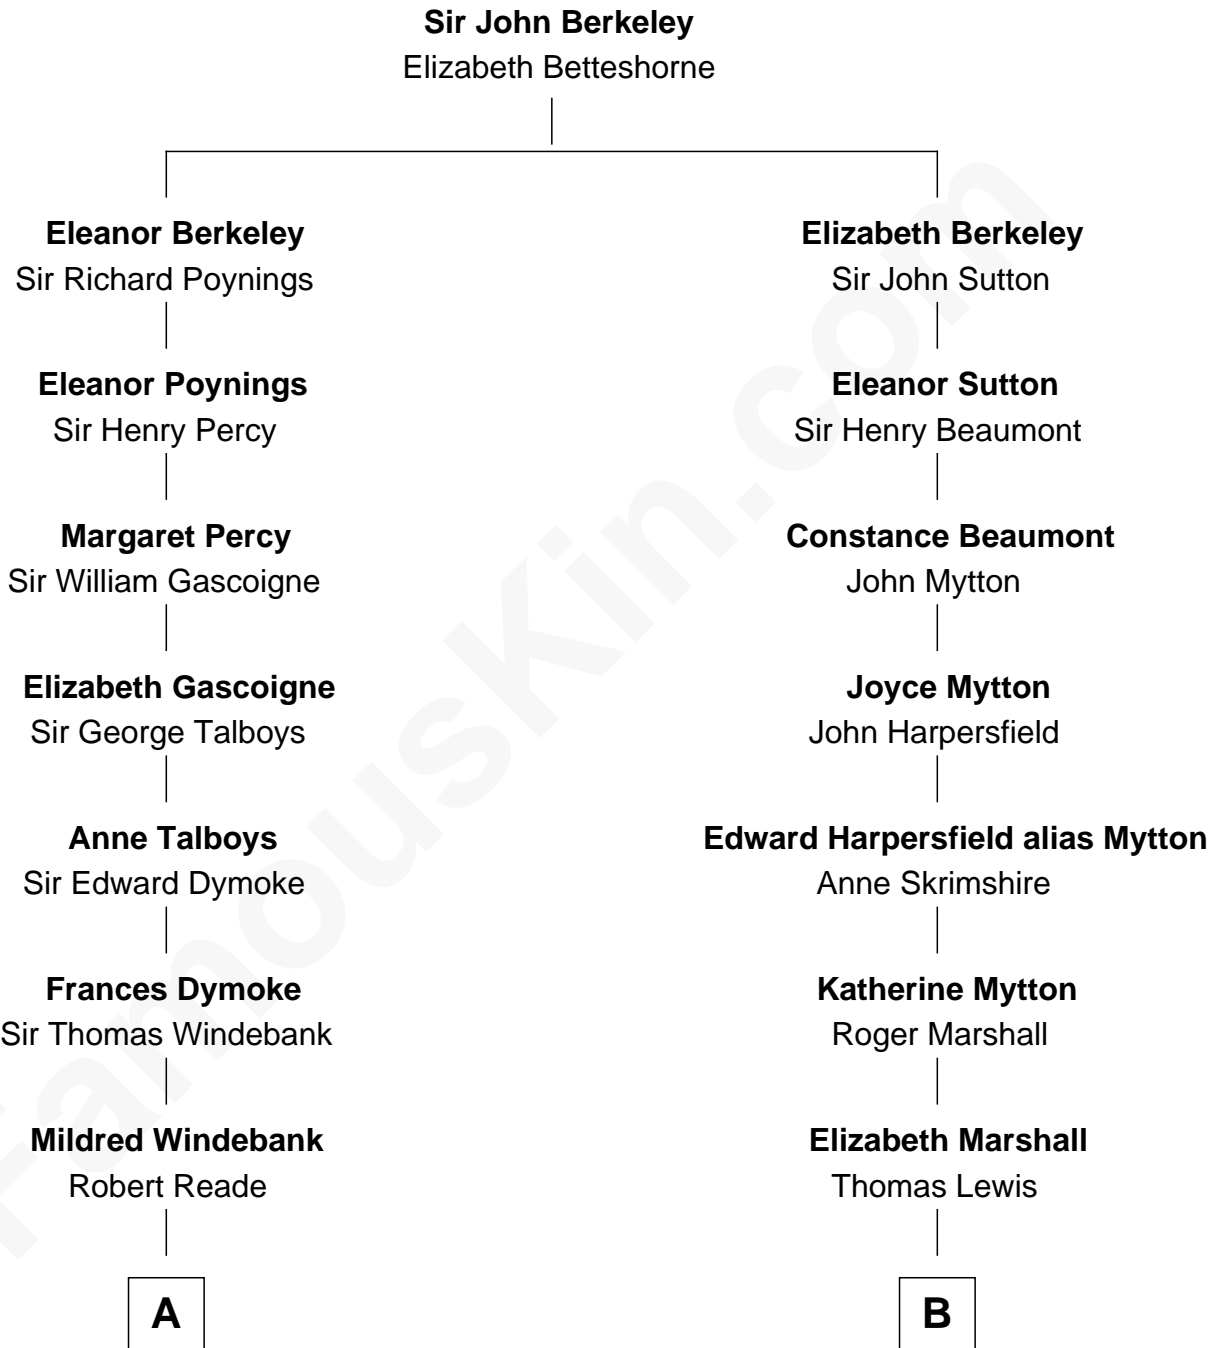 Sir John Berkeley
Elizabeth Betteshorne
Eleanor Berkeley
Sir Richard Poynings
Elizabeth Berkeley
Sir John Sutton
Eleanor Poynings
Sir Henry Percy
Eleanor Sutton
Sir Henry Beaumont
Margaret Percy
Sir William Gascoigne
Constance Beaumont
John Mytton
Elizabeth Gascoigne
Sir George Talboys
Joyce Mytton
John Harpersfield
Anne Talboys
Sir Edward Dymoke
Edward Harpersfield alias Mytton
Anne Skrimshire
Frances Dymoke
Sir Thomas Windebank
Katherine Mytton
Roger Marshall
Mildred Windebank
Robert Reade
Elizabeth Marshall
Thomas Lewis
A
B
FamousKin.com